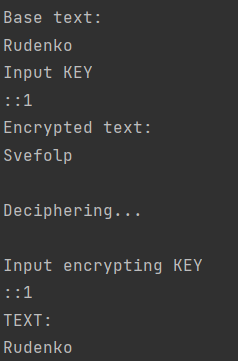 Base text:
Rudenko
Input KEY
::1
Encrypted text:
Svefolp
Deciphering...
Input encrypting KEY
::1
TEXT:
Rudenko